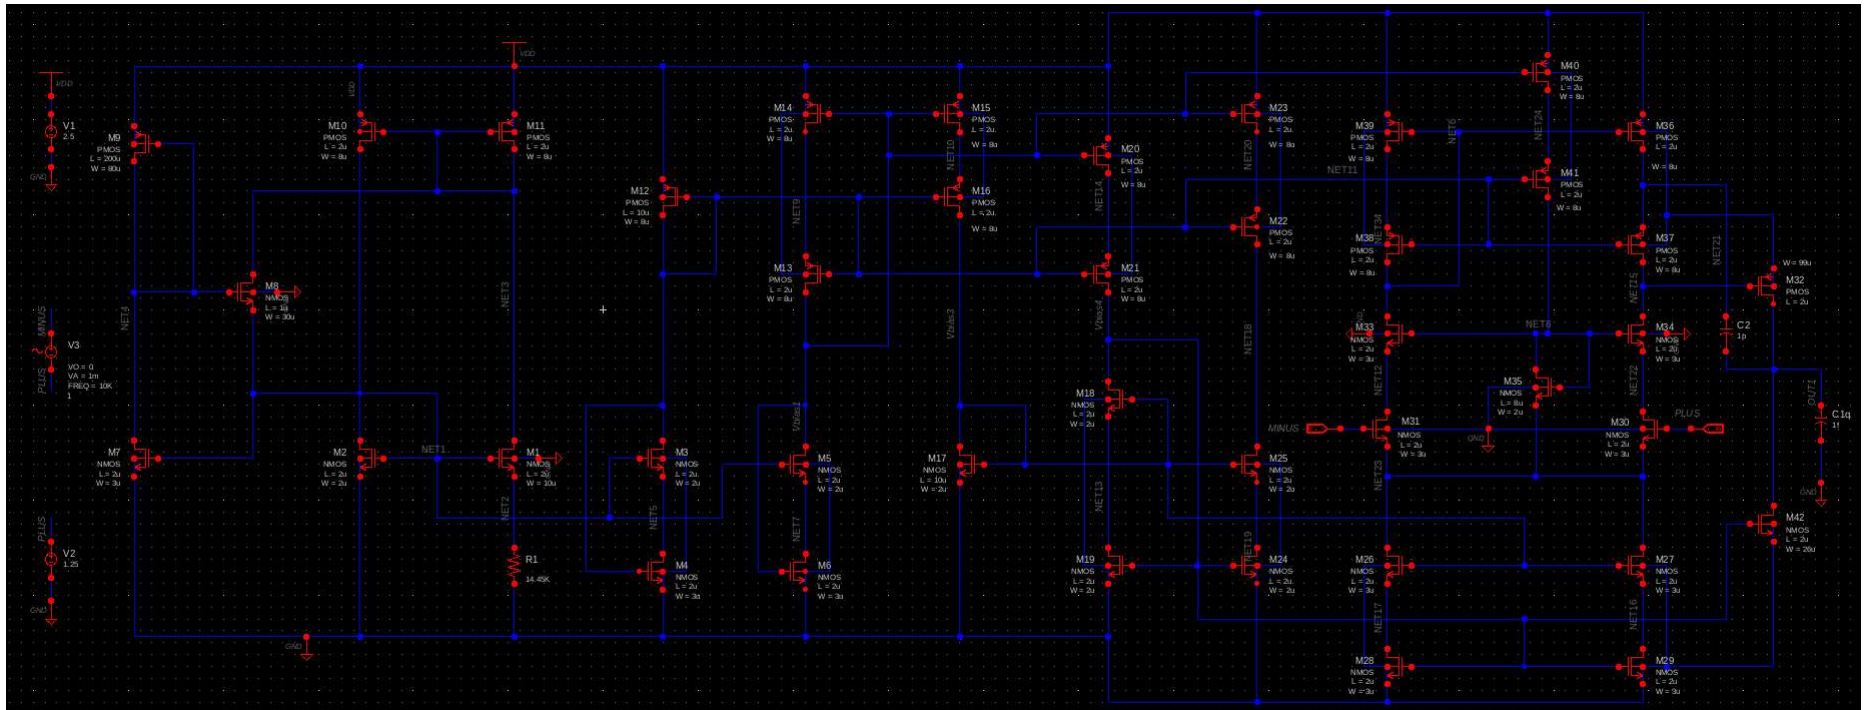 VDD
V1
2.5
GND
MINUS
V3
VO = 0
VA = 1m
FREQ = 10K
1
PLUS
PLUS
V2
1.25
GND
M9
PMOS
L = 200u
W = 80u
NET4
M8
NMOS
L = 1u
W = 30u
M7
NMOS
L = 2u
W = 3u
GND
VDD
M10
PMOS
L = 2u
W = 8u
VDD
M11
PMOS
L = 2u
W = 8u
NET3
M2
NMOS
L = 2u
W = 2u
NET1
M1
NMOS
L = 2u
W = 10u
NET2
R1
14.45K
M12
PMOS
L = 10u
W = 8u
M3
NMOS
L = 2u
W = 2u
NET5
M4
NMOS
L = 2u
W = 3u
M14
PMOS
L = 2u
W = 8u
NET9
M13
PMOS
L = 2u
W = 8u
Vbias1
M5
NMOS
L = 2u
W = 2u
NET7
M6
NMOS
L = 2u
W = 3u
M15
PMOS
L = 2u
W = 8u
NET10
M16
PMOS
L = 2u
W = 8u
Vbias3
M17
NMOS
L = 10u
W = 2u
M20
PMOS
L = 2u
W = 8u
NET14
M21
PMOS
L = 2u
W = 8u
Vbias4
M18
NMOS
L = 2u
W = 2u
NET13
M19
NMOS
L = 2u
W = 2u
M23
PMOS
L = 2u
W = 8u
NET20
M22
PMOS
L = 2u
W = 8u
NET18
M25
NMOS
L = 2u
W = 2u
NET19
M24
NMOS
L = 2u
W = 2u
M39
PMOS
L = 2u
W = 8u
NET11
NET34
M38
PMOS
L = 2u
W = 8u
M33
NMOS
L = 2u
W = 3u
NET12
MINUS
M31
NMOS
L = 2u
W = 3u
NET23
M26
NMOS
L = 2u
W = 3u
NET17
M28
NMOS
L = 2u
W = 3u
NET6
M40
PMOS
L = 2u
W = 8u
NET24
M41
PMOS
L = 2u
W = 8u
NET8
M35
NMOS
L = 8u
W = 2u
GND
M36
PMOS
L = 2u
W = 8u
M37
PMOS
L = 2u
W = 8u
NET15
M34
NMOS
L = 2u
W = 3u
NET22
PLUS
M30
NMOS
L = 2u
W = 3u
M27
NMOS
L = 2u
W = 3u
NET16
M29
NMOS
L = 2u
W = 3u
NET21
W = 99u
M32
PMOS
L = 2u
C2
1p
OUT1
C1q
1f
GND
M42
NMOS
L = 2u
W = 26u